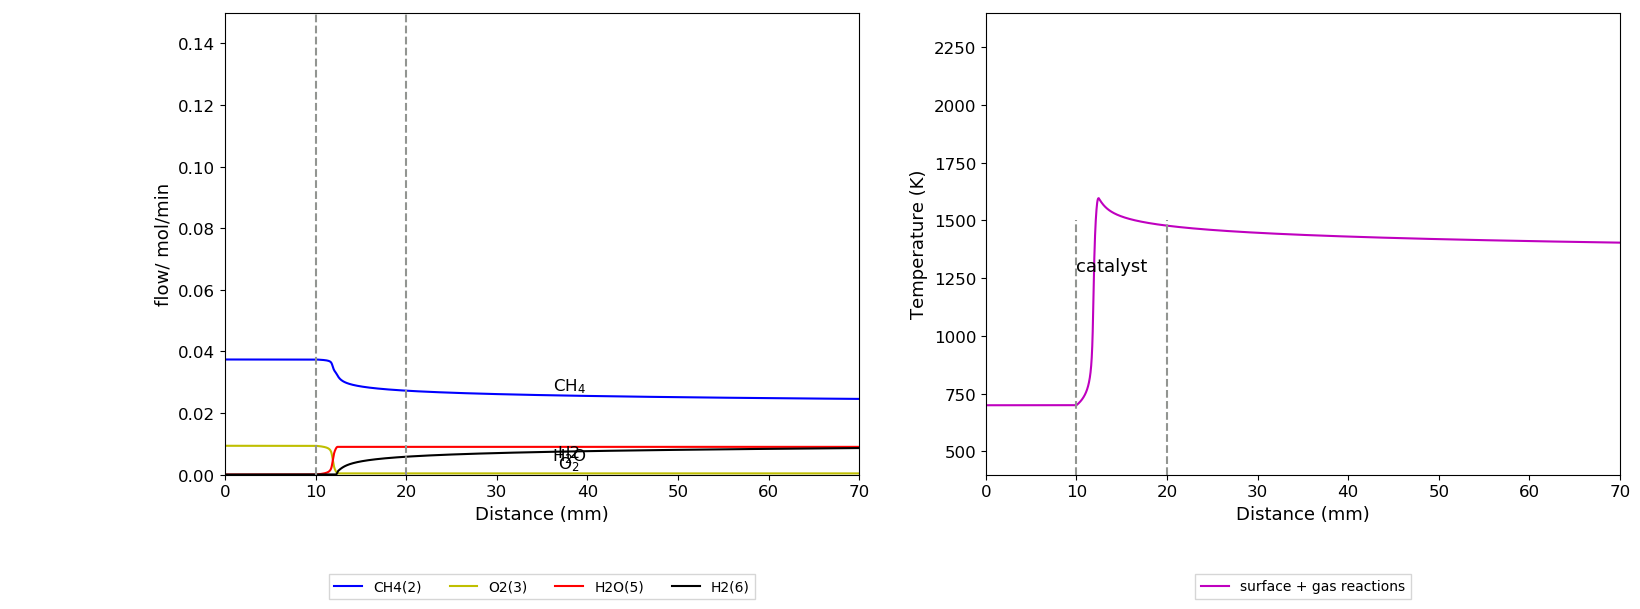 0.14
0.12
0.10
0.08
0.06
0.04
0.02
0.00
flow/ mol/min
CH4
H2
H2O
O2
0 10 20 30 40 50 60 70
Distance (mm)
CH4(2) O2(3) H2O(5) H2(6)
2250
2000
1750
1500
1250
1000
750
500
Temperature (K)
catalyst
0 10 20 30 40 50 60 70
Distance (mm)
surface + gas reactions